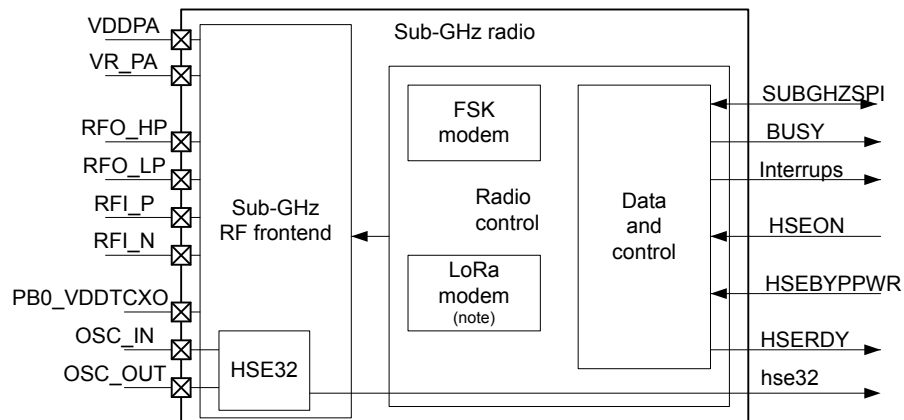 VDDPA
VR_PA
RFO_HP
RFO_LP
RFI_P
RFI_N
PB0_VDDTCXO
OSC_IN
OSC_OUT
Sub-GHz radio
Sub-GHz
RF frontend
HSE32
FSK
modem
Radio
control
LoRa
modem
(note)
Data
and
control
SUBGHZSPI
BUSY
Interrups
HSEON
HSEBYPPWR
HSERDY
hse32